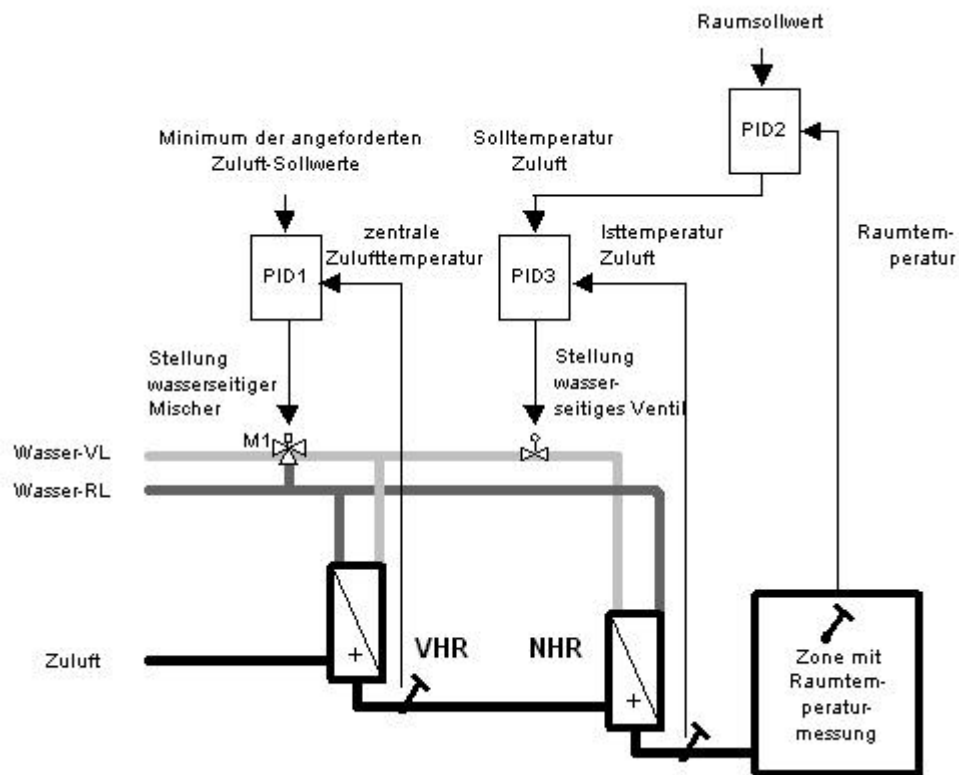 Raumsollwert
PID2
Minimum der angeforderten
Zuluft-Sollwerte
Solltemperatur
Zuluft
zentrale
Zulufttemperatur
Isttemperatur
Zuluft
Raumtem-
peratur
PID1
PID3
Stellung
wasserseitiger
Mischer
Stellung
wasser-
seitiges Ventil
M1
Wasser-VL
Wasser-RL
Zuluft
+
VHR
NHR
+
Zone mit
Raumtem-
peratur-
messung